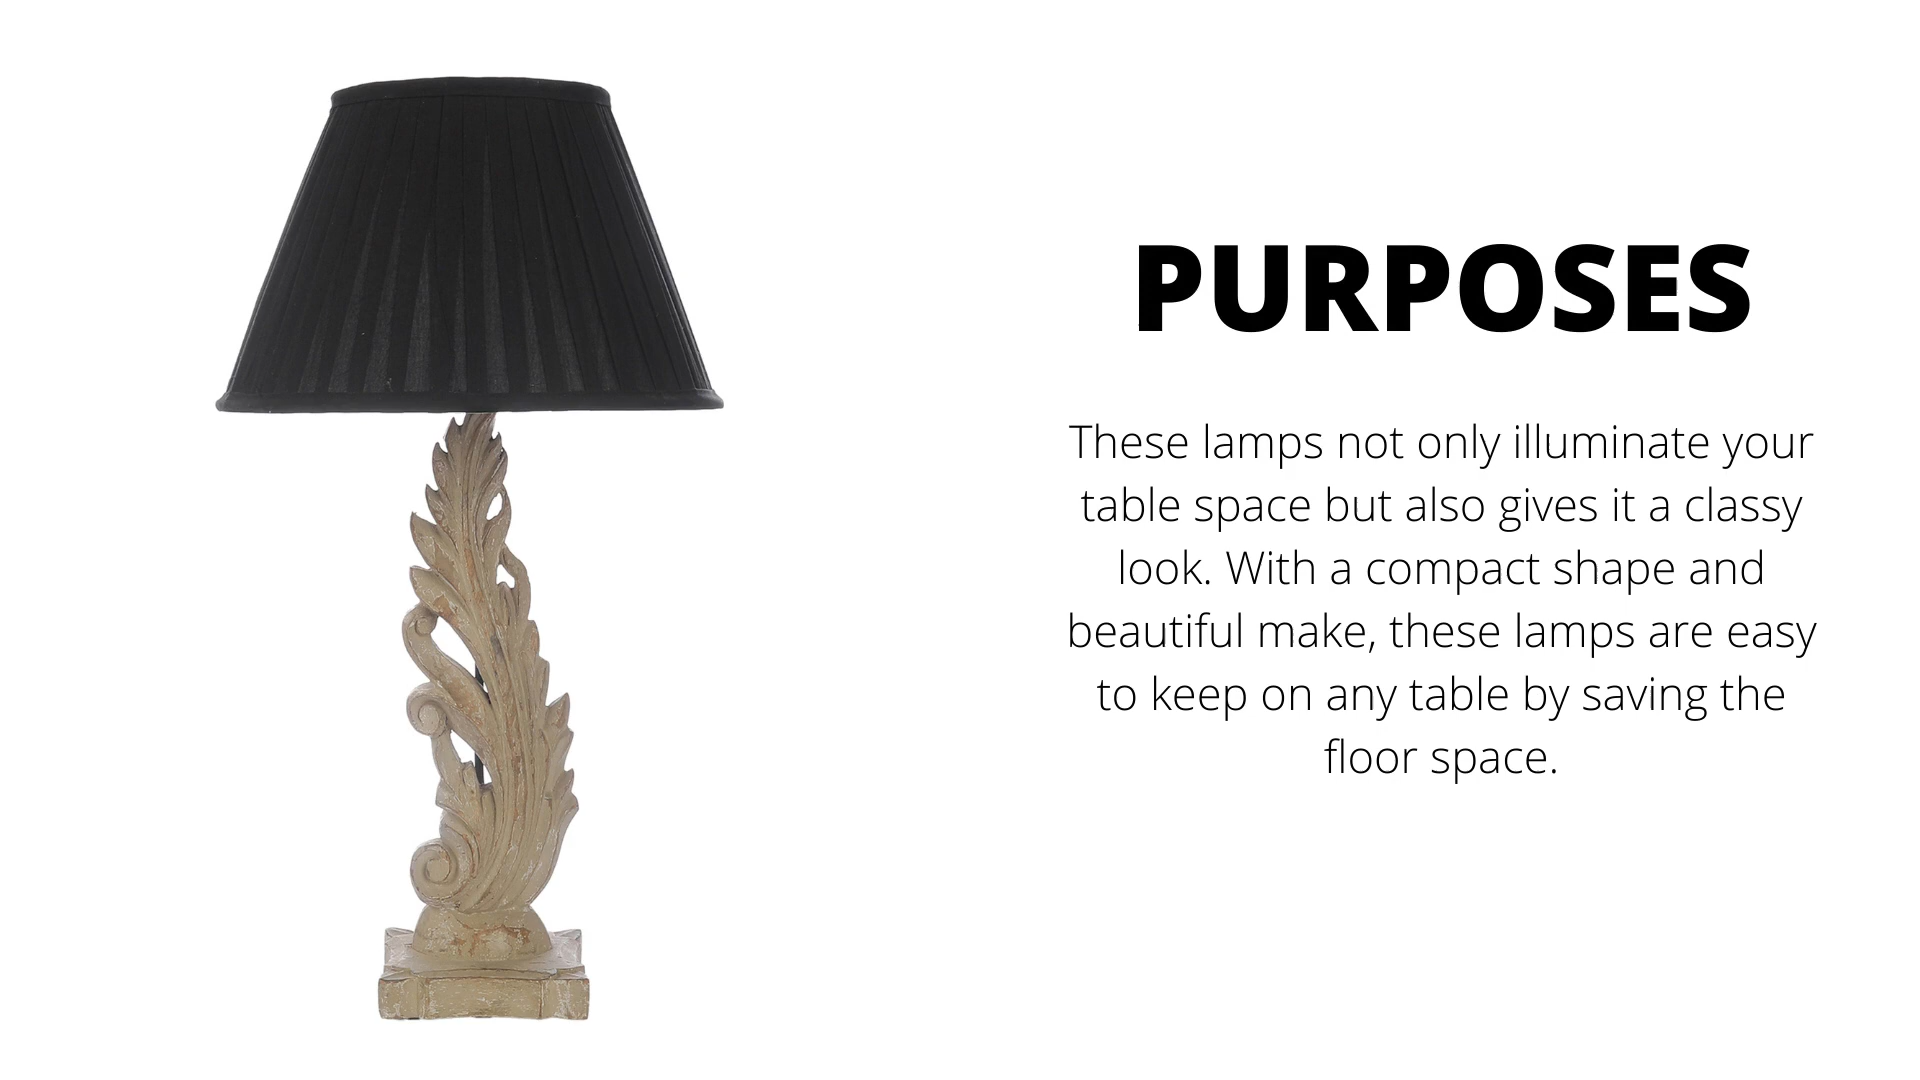 PURPOSES
These lamps not only illuminate your
table space but also gives it a classy
look. With a compact shape and
beautiful make, these lamps are easy
to keep on any table by saving the
floor space.